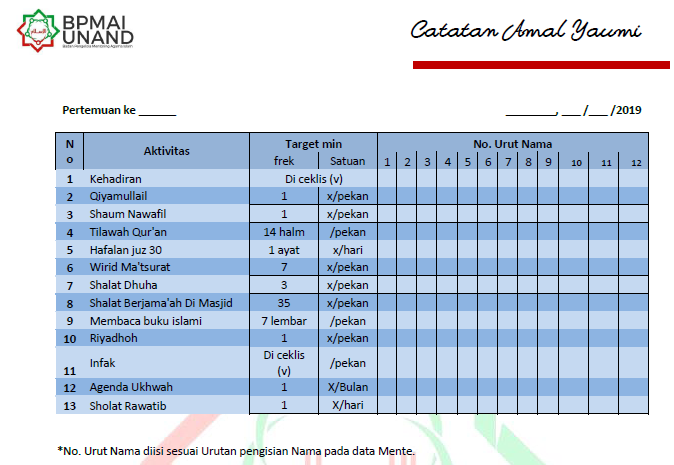 BPMAI
UNAND
Badan Pengelola Mentoring Agama Islam
Catatan Amal Yaumi
Pertemuan ke ______
________, ___ /___ /2019
No Aktivitas Target min No. Urut Nama
frek Satuan 1 2 3 4 5 6 7 8 9 10 11 12
1 Kehadiran Di ceklis (v)
2 Qiyamullail 1 x/pekan
3 Shaum Nawafil 1 x/pekan
4 Tilawah Qur'an 14 halm /pekan
5 Hafalan juz 30 1 ayat x/hari
6 Wirid Ma'tsurat 7 x/pekan
7 Shalat Dhuha 3 x/pekan
8 Shalat Berjama'ah Di Masjid 35 x/pekan
9 Membaca buku islami 7 lembar /pekan
10 Riyadhoh 1 x/pekan
11 Infak Di ceklis (v) /pekan
12 Agenda Ukhwah 1 X/Bulan
13 Sholat Rawatib 1 X/hari
*No. Urut Nama diisi sesuai Urutan pengisian Nama pada data Mente.